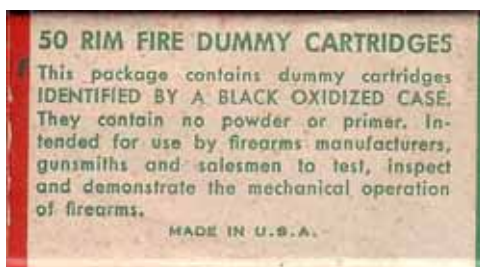 50 RIM FIRE DUMMY CARTRIDGES
This package contains dummy cartridges
IDENTIFIED BY A BLACK OXIDIZED CASE.
They contain no powder or primer. In-
tended for use by firearms manufacturers,
gunsmiths and salesmen to test, inspect
and demonstrate the mechanical operation
of firearms.
MADE IN U.S.A.